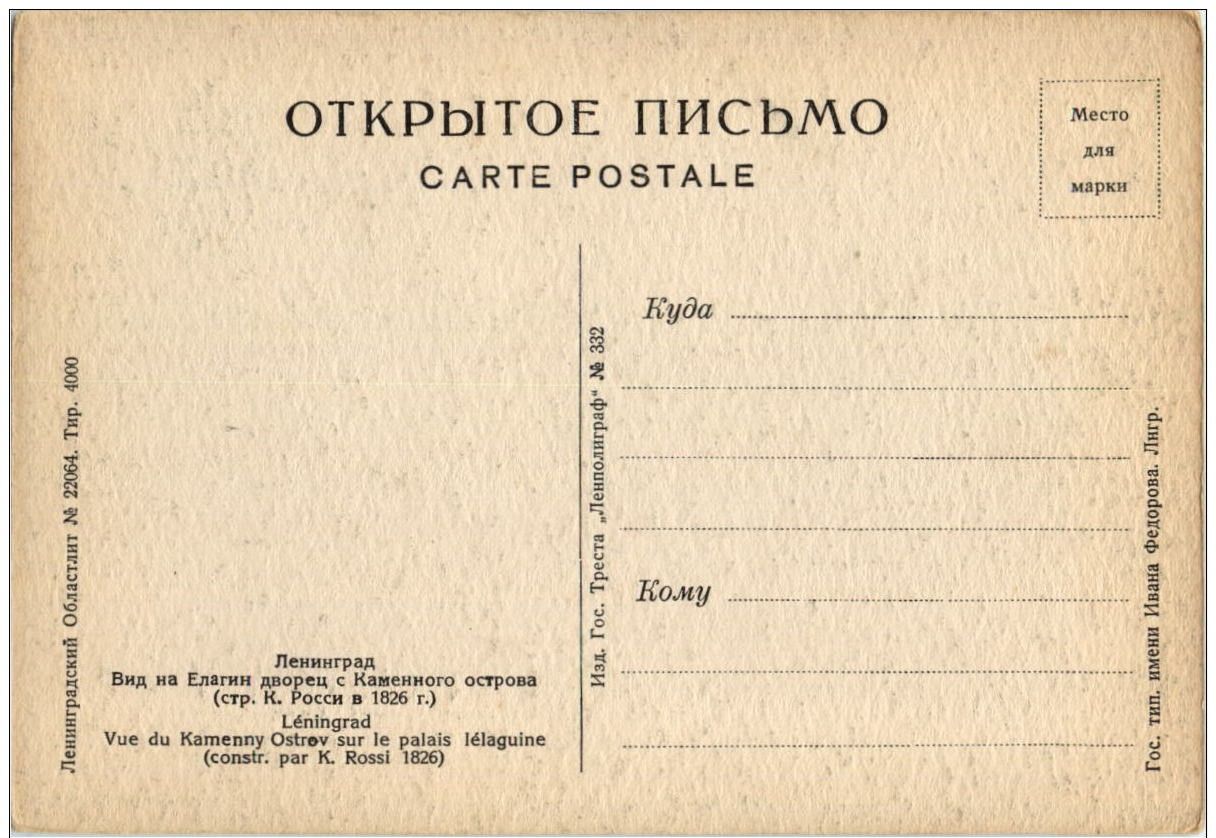 ОТКРЫТОЕ ПИСЬМО
CARTE POSTALE
Место
для
марки
Ленинградский Областлит № 22064. Тир. 4000
Ленинград
Вид на Елагин дворец с Каменного острова
(стр. К. Росси в 1826 г.)
Léningrad
Vue du Kamenny Ostrov sur le palais Iélaguine
(constr. par K. Rossi 1826)
Изд. Гос. Треста „Ленполиграф“ № 332
Куда
Кому
Гос. тип. имени Ивана Федорова. Лнгр.